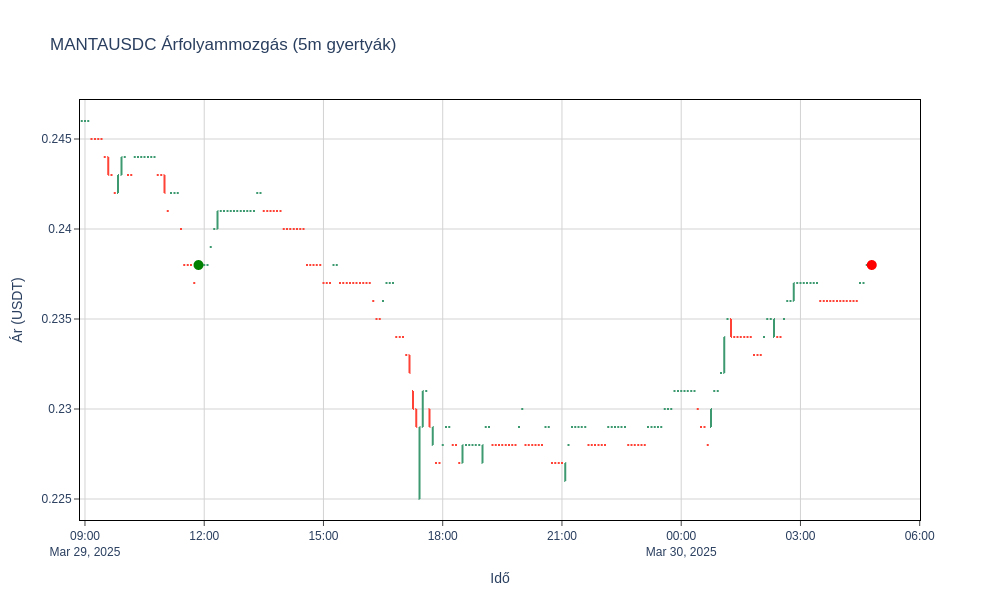 MANTAUSDC Árfolyammozgás (5m gyertyák)
Ár (USDT)
0.245
0.24
0.235
0.23
0.225
09:00 12:00 15:00 18:00 21:00 00:00 03:00 06:00
Mar 29, 2025 Mar 30, 2025
Idő